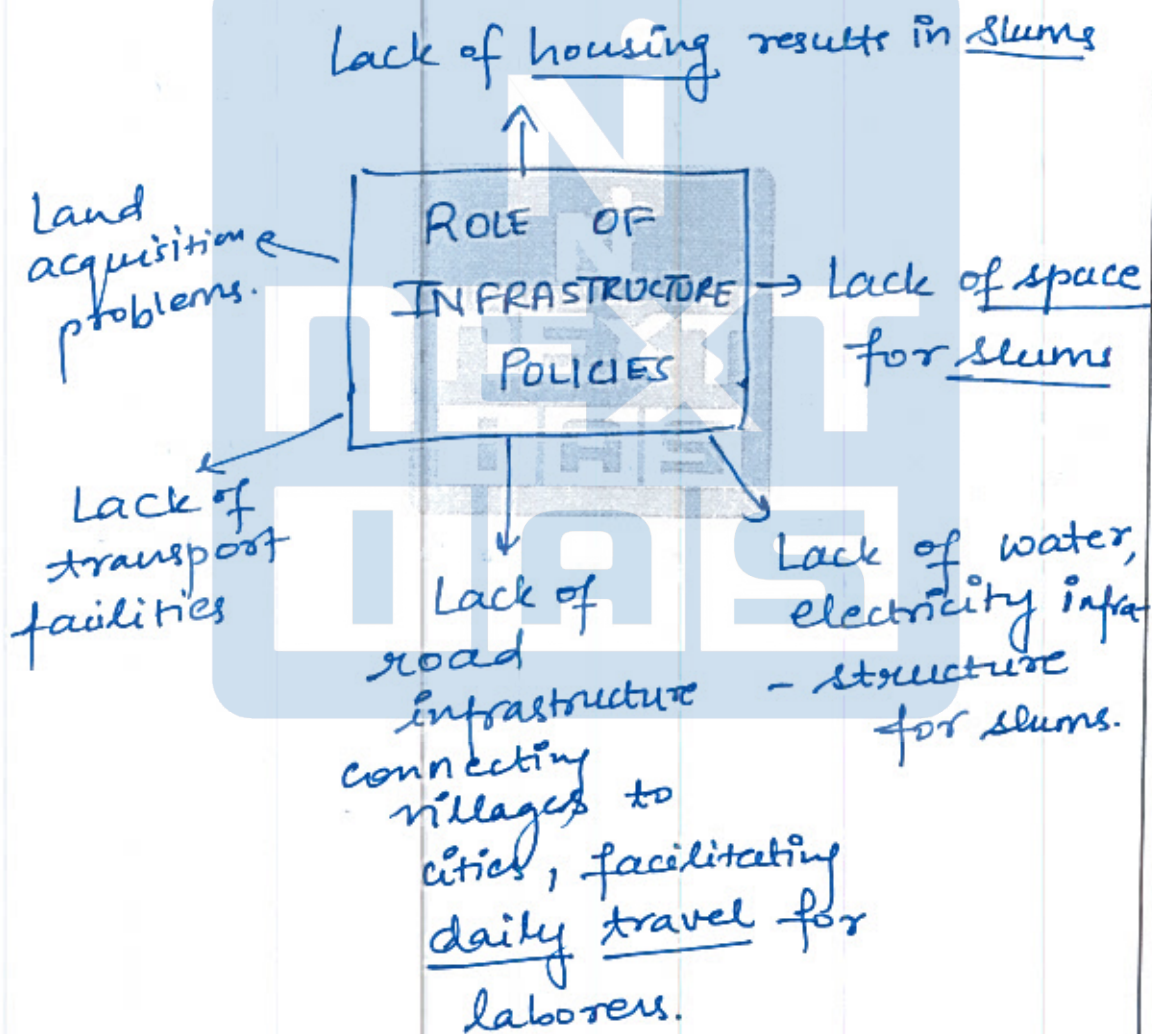 Lack of housing results in slums
ROLE OF
INFRASTRUCTURE
POLICIES
Land
acquisition
problems.
→ Lack of space
for slums
Lack of
transport
facilities
Lack of
road
infrastructure
connecting
villages to
cities, facilitating
daily travel for
laborers.
Lack of water,
electricity infra
- structure
for slums.
NEXT
IAS